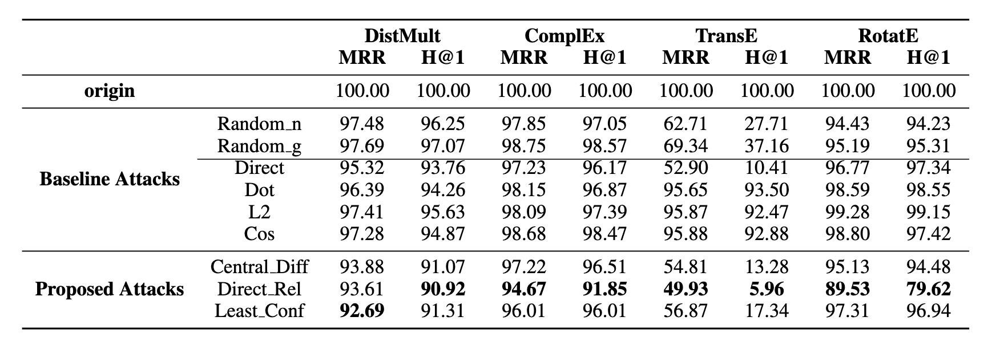 DistMult ComplEx TransE RotatE
MRR H@1 MRR H@1 MRR H@1 MRR H@1
origin 100.00 100.00 100.00 100.00 100.00 100.00 100.00 100.00
Random_n 97.48 96.25 97.85 97.05 62.71 27.71 94.43 94.23
Random_g 97.69 97.07 98.75 98.57 69.34 37.16 95.19 95.31
Direct 95.32 93.76 97.23 96.17 52.90 10.41 96.77 97.34
Baseline Attacks
Dot 96.39 94.26 98.15 96.87 95.65 93.50 98.59 98.55
L2 97.41 95.63 98.09 97.39 95.87 92.47 99.28 99.15
Cos 97.28 94.87 98.68 98.47 95.88 92.88 98.80 97.42
Central_Diff 93.88 91.07 97.22 96.51 54.81 13.28 95.13 94.48
Proposed Attacks Direct_Rel 93.61 90.92 94.67 91.85 49.93 5.96 89.53 79.62
Least_Conf 92.69 91.31 96.01 96.01 56.87 17.34 97.31 96.94